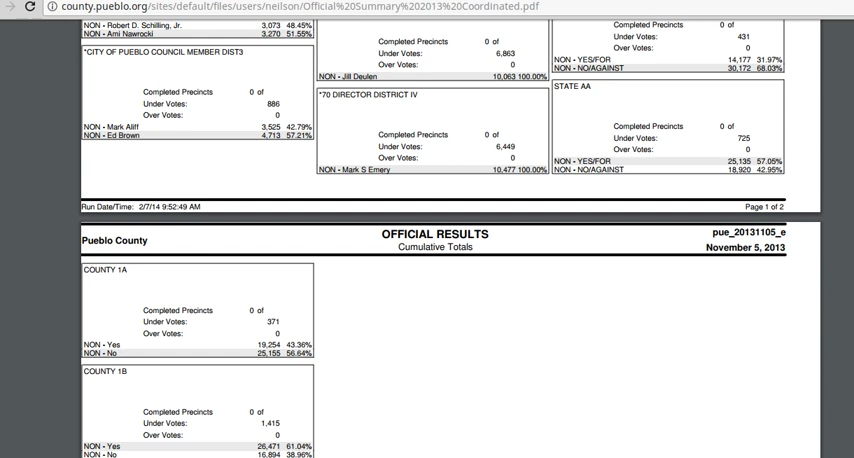 county.pueblo.org/sites/default/files/users/neilson/Official%20Summary%202013%20Coordinated.pdf
NON - Robert D. Schilling, Jr. 3,073 48.45%
NON - Ami Nawrocki 3,270 51.55%
*CITY OF PUEBLO COUNCIL MEMBER DIST3
Completed Precincts 0 of
Under Votes: 886
Over Votes: 0
NON - Mark Aliff 3,525 42.79%
NON - Ed Brown 4,713 57.21%
Completed Precincts 0 of
Under Votes: 6,863
Over Votes: 0
NON - Jill Deulen 10,063 100.00%
*70 DIRECTOR DISTRICT IV
Completed Precincts 0 of
Under Votes: 6,449
Over Votes: 0
NON - Mark S Emery 10,477 100.00%
Completed Precincts 0 of
Under Votes: 431
Over Votes: 0
NON - YES/FOR 14,177 31.97%
NON - NO/AGAINST 30,172 68.03%
STATE AA
Completed Precincts 0 of
Under Votes: 725
Over Votes: 0
NON - YES/FOR 25,135 57.05%
NON - NO/AGAINST 18,920 42.95%
Run Date/Time: 2/7/14 9:52:49 AM Page 1 of 2
Pueblo County
OFFICIAL RESULTS
Cumulative Totals
pue_20131105_e
November 5, 2013
COUNTY 1A
Completed Precincts 0 of
Under Votes: 371
Over Votes: 0
NON - Yes 19,254 43.36%
NON - No 25,155 56.64%
COUNTY 1B
Completed Precincts 0 of
Under Votes: 1,415
Over Votes: 0
NON - Yes 26,471 61.04%
NON - No 16,894 38.96%